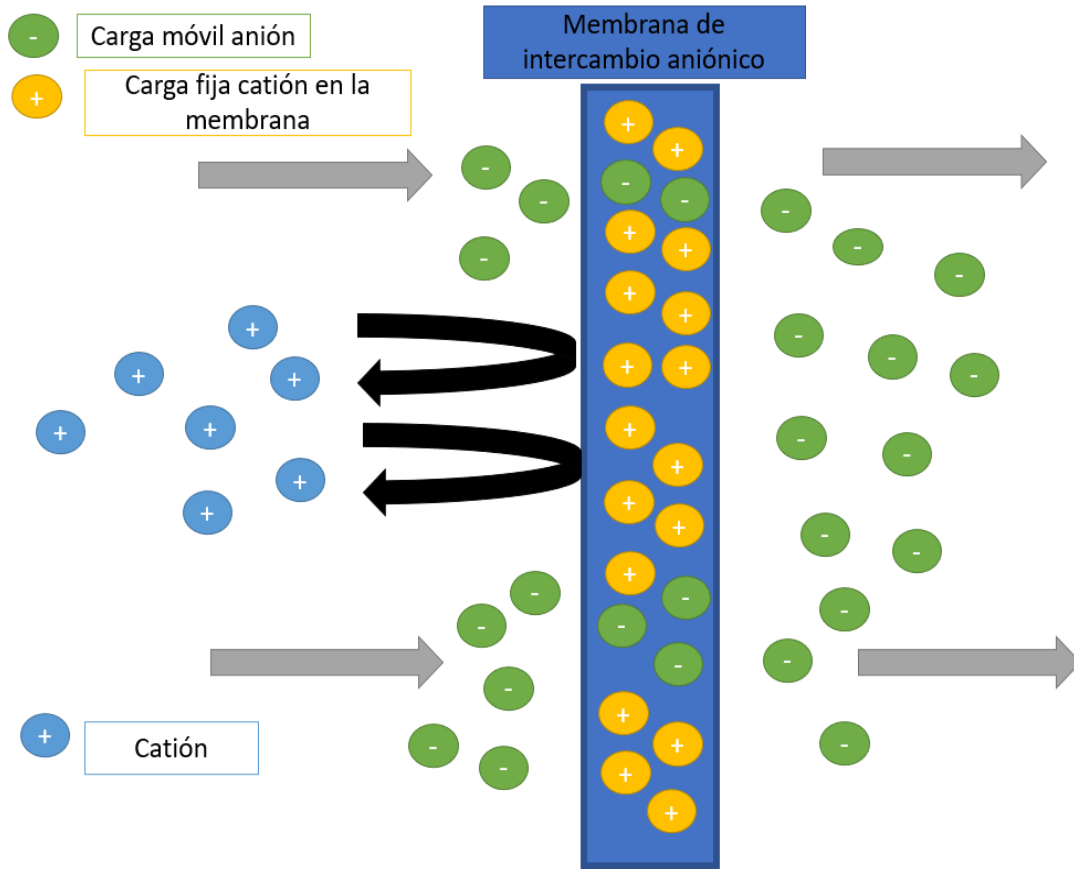 -
Carga móvil anión
+
Carga fija catión en la
membrana
Membrana de
intercambio aniónico
+
Catión